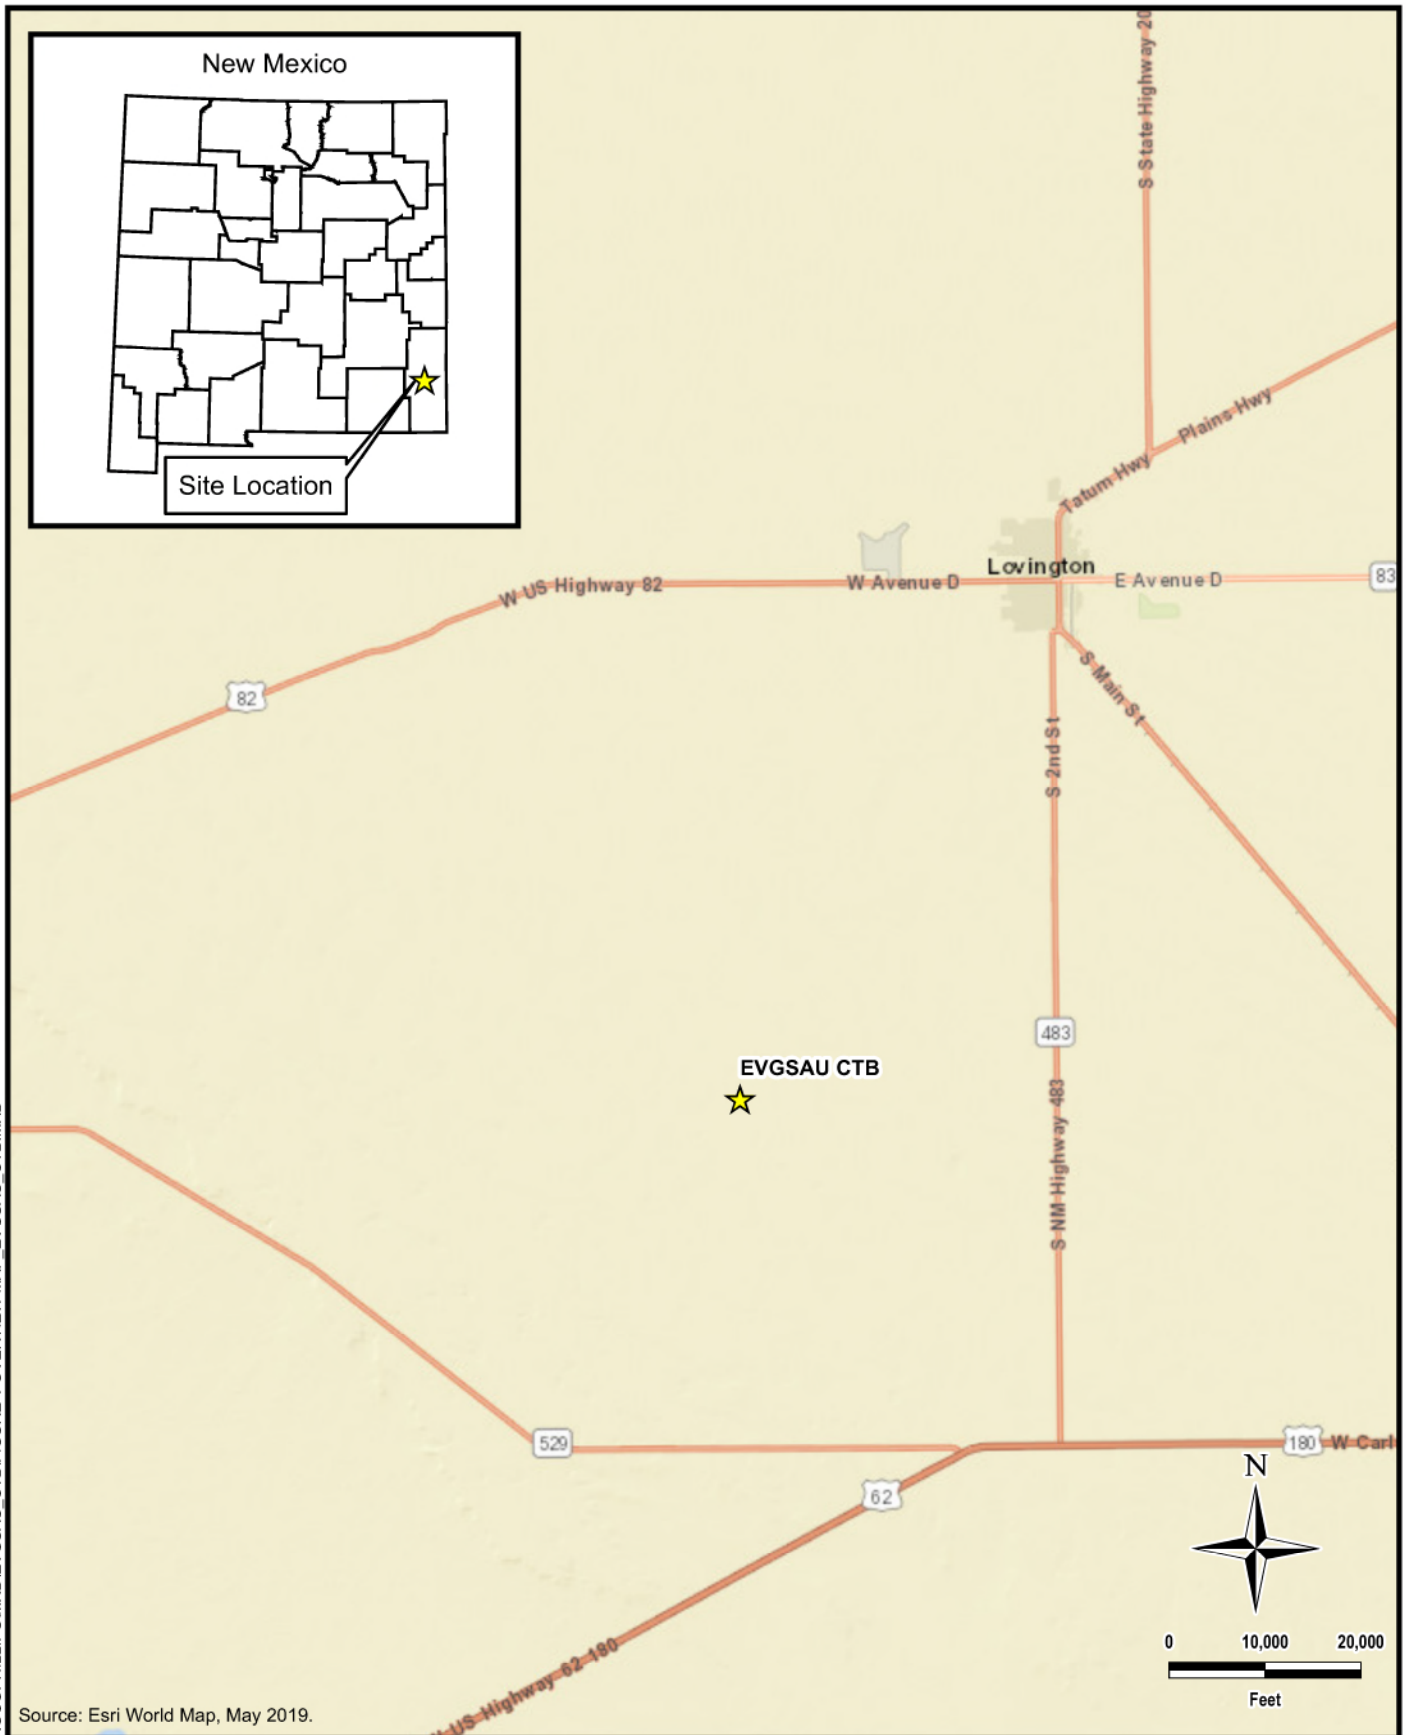 New Mexico
Site Location
S State Highway 20
Plains Hwy
Tatum Hwy
Lovington
W US Highway 82
W Avenue D
E Avenue D
83
82
S Main St
S 2nd St
483
EVGSAU CTB
S NM Highway 483
529
180
W Carl
62
US Highway 62 180
N
0 10,000 20,000
Feet
Source: Esri World Map, May 2019.